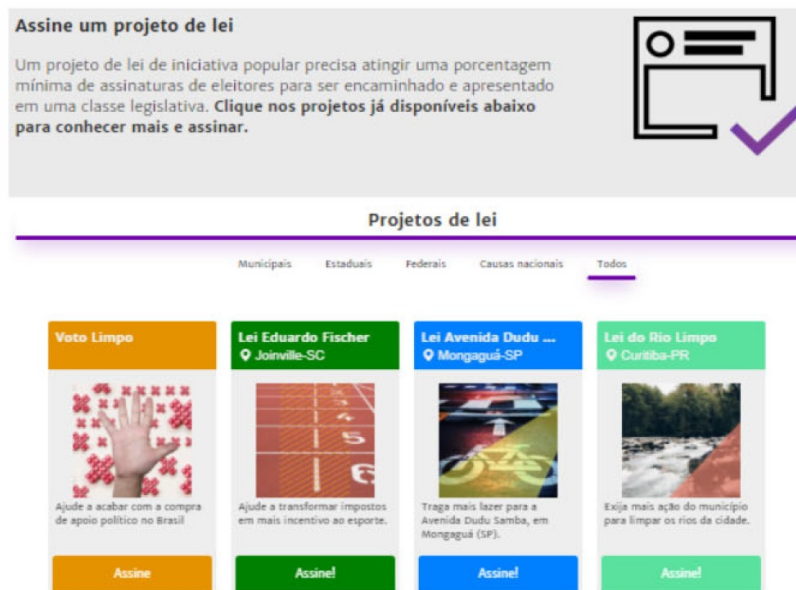 Assine um projeto de lei
Um projeto de lei de iniciativa popular precisa atingir uma porcentagem
mínima de assinaturas de eleitores para ser encaminhado e apresentado
em uma classe legislativa. Clique nos projetos já disponíveis abaixo
para conhecer mais e assinar.
Projetos de lei
Municipais Estaduais Federais Causas nacionais Todos
Voto Limpo
Lei Eduardo Fischer
Joinville-SC
Lei Avenida Dudu ...
Mongaguá-SP
Lei do Rio Limpo
Curitiba-PR
4
5
6
Ajude a acabar com a compra
de apoio político no Brasil
Ajude a transformar impostos
em mais incentivo ao esporte.
Traga mais lazer para a
Avenida Dudu Samba, em
Mongaguá (SP).
Exija mais ação do município
para limpar os rios da cidade.
Assine
Assine!
Assine!
Assine!